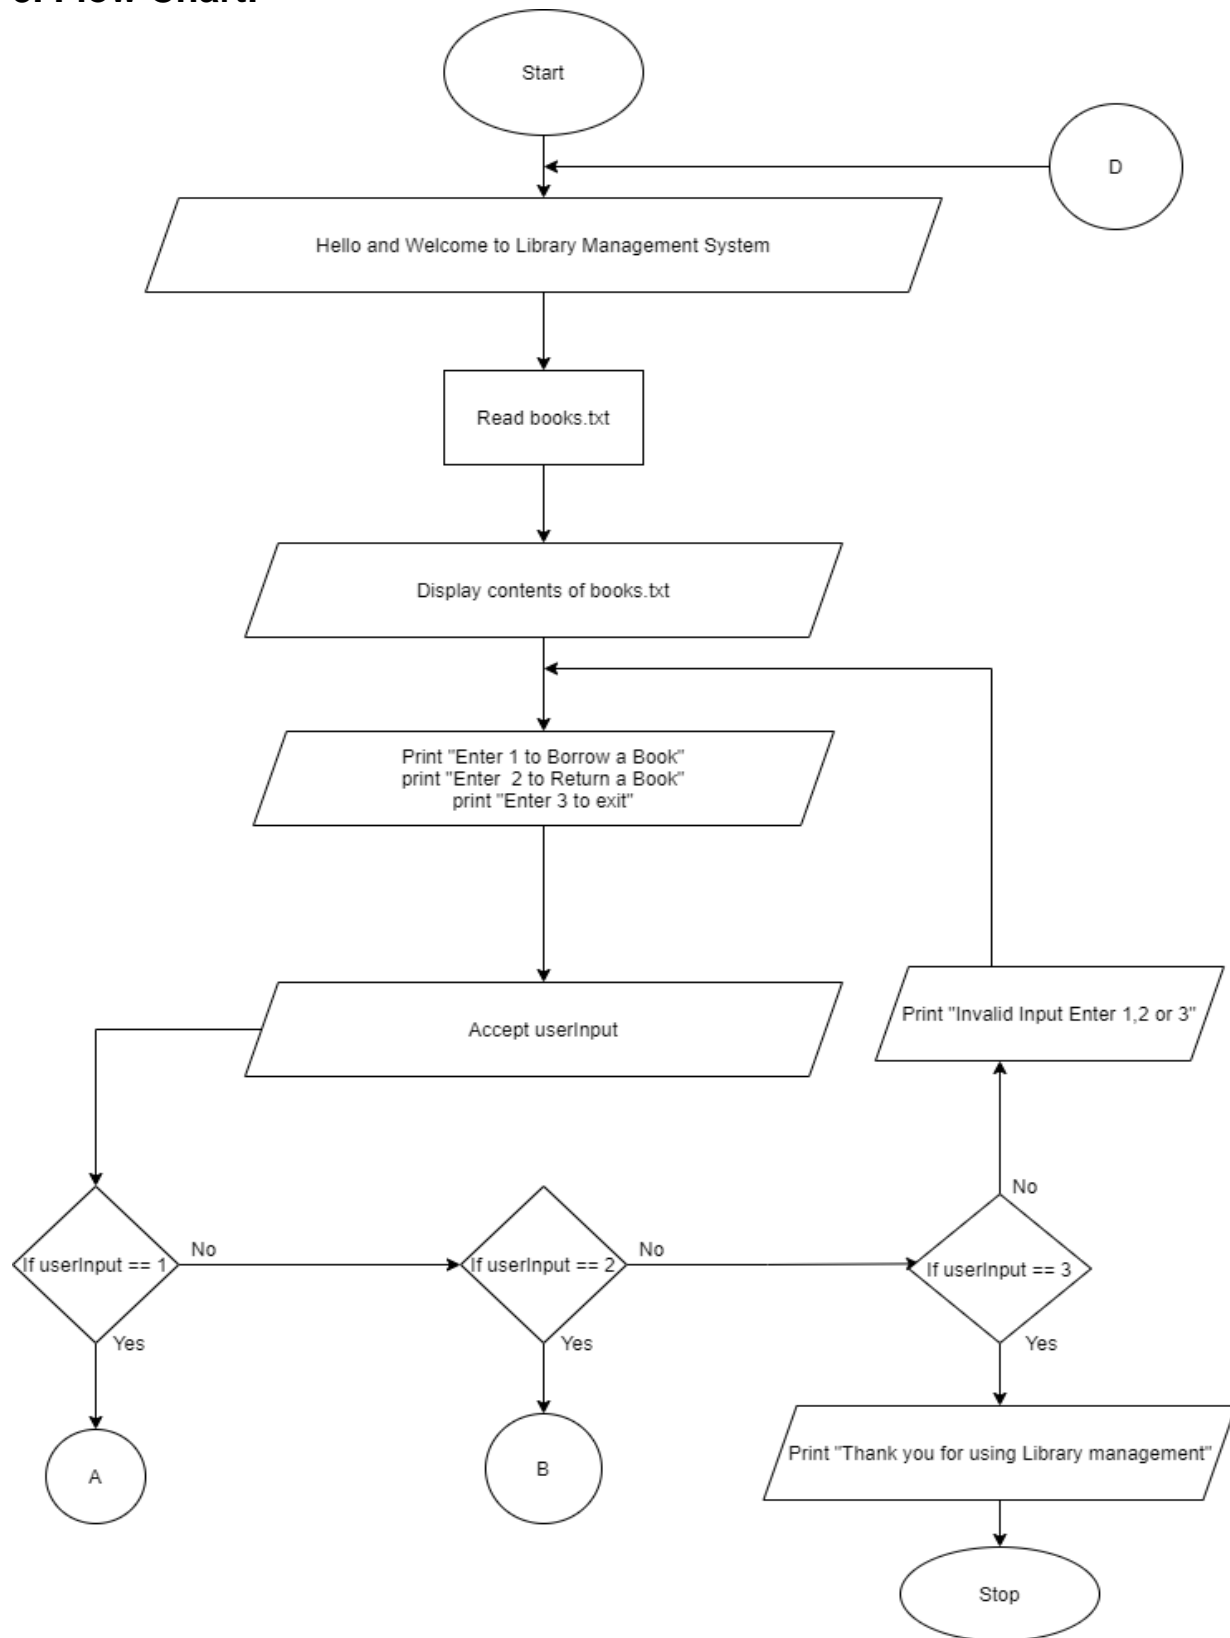 Flow Chart:
Start
D
Hello and Welcome to Library Management System
Read books.txt
Display contents of books.txt
Print "Enter 1 to Borrow a Book"
print "Enter  2 to Return a Book"
print "Enter 3 to exit"
Print "Invalid Input Enter 1,2 or 3"
Accept userInput
No
If userInput == 1
No
If userInput == 2
No
If userInput == 3
Yes
Yes
Yes
A
B
Print "Thank you for using Library management"
Stop